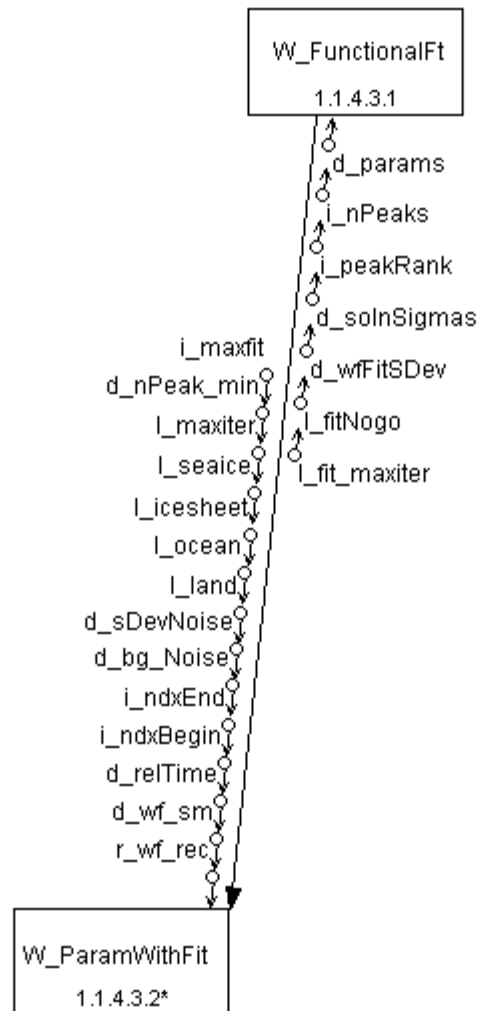 W_FunctionalFt
1.1.4.3.1
d_params
i_nPeaks
i_peakRank
d_solnSigmas
d_wfFitSDev
l_fitNogo
l_fit_maxiter
i_maxfit
d_nPeak_min
l_maxiter
l_seaice
l_icesheet
l_ocean
l_land
d_sDevNoise
d_bg_Noise
i_ndxEnd
i_ndxBegin
d_relTime
d_wf_sm
r_wf_rec
W_ParamWithFit
1.1.4.3.2*